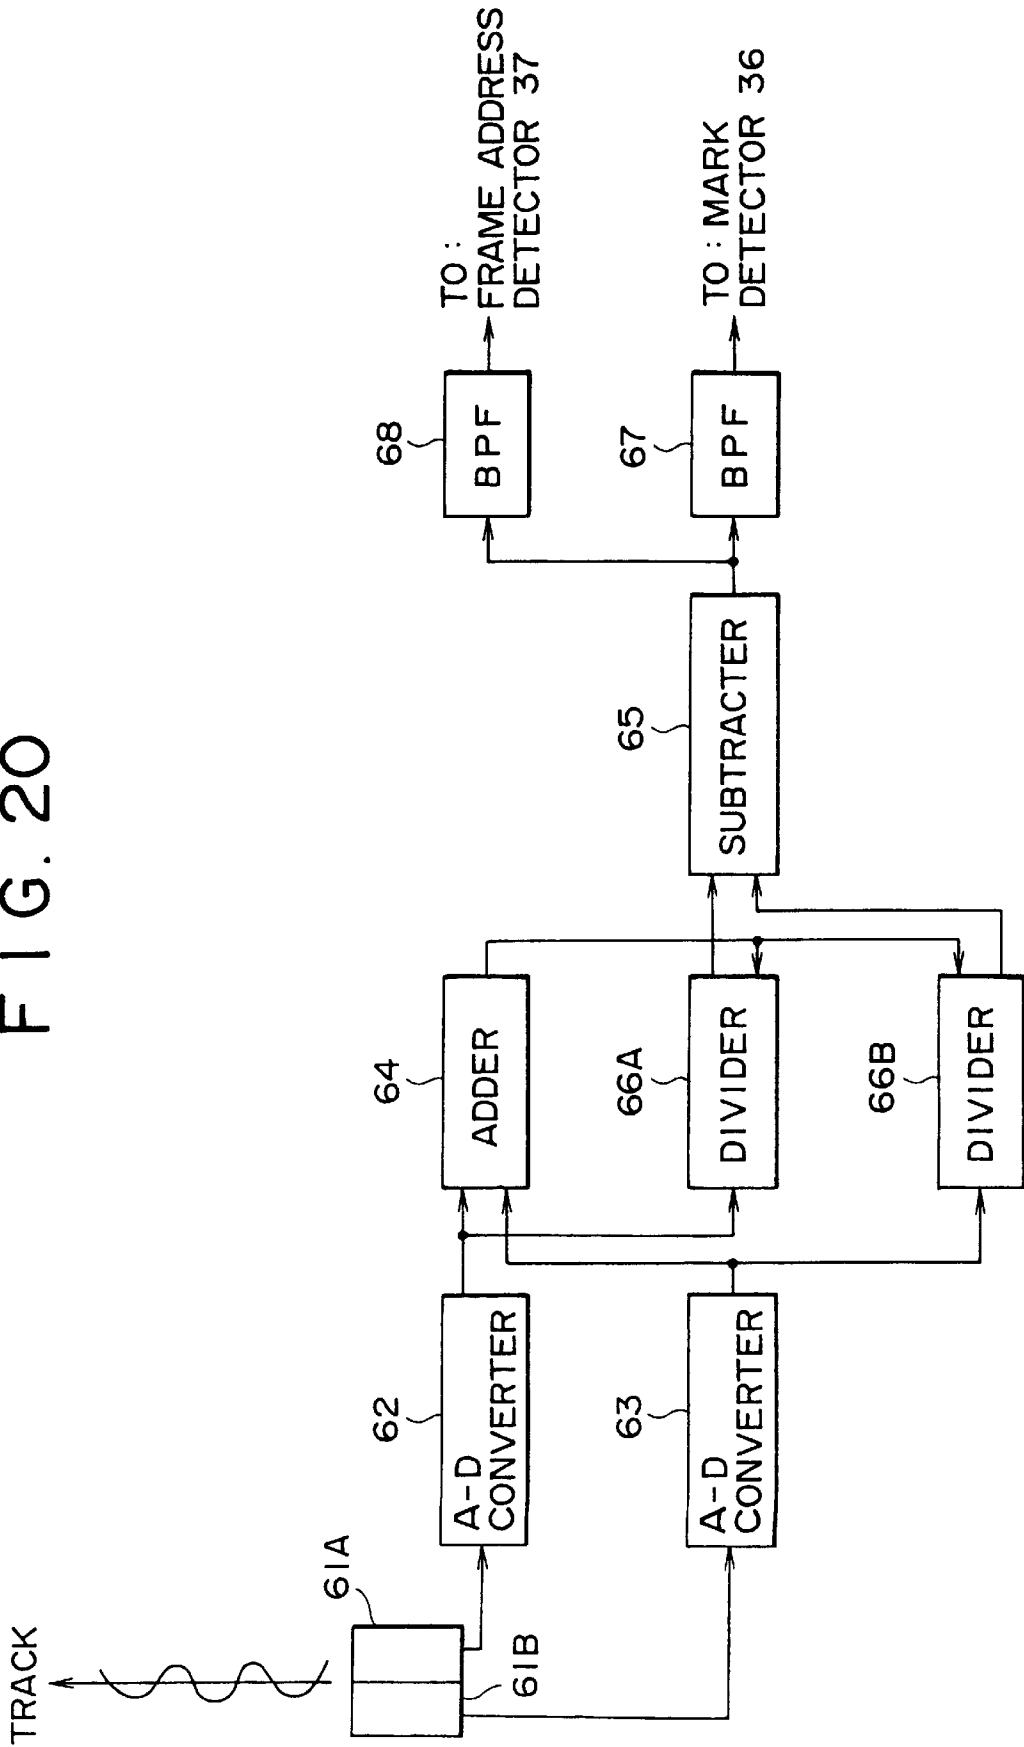 FIG. 20
TRACK
61A
61B
62
A-D
CONVERTER
63
A-D
CONVERTER
64
ADDER
66A
DIVIDER
66B
DIVIDER
65
SUBTRACTER
68
BPF
67
BPF
TO:
FRAME ADDRESS
DETECTOR 37
TO: MARK
DETECTOR 36